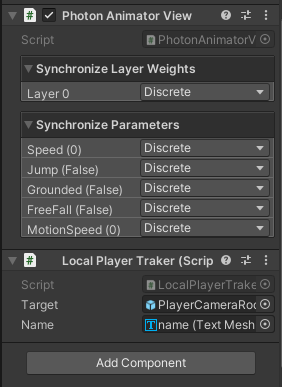 Photon Animator View
Script PhotonAnimatorV
Synchronize Layer Weights
Layer 0 Discrete
Synchronize Parameters
Speed (0) Discrete
Jump (False) Discrete
Grounded (False) Discrete
FreeFall (False) Discrete
MotionSpeed (0) Discrete
Local Player Traker (Scrip
Script LocalPlayerTrake
Target PlayerCameraRoo
Name name (Text Mesh
Add Component